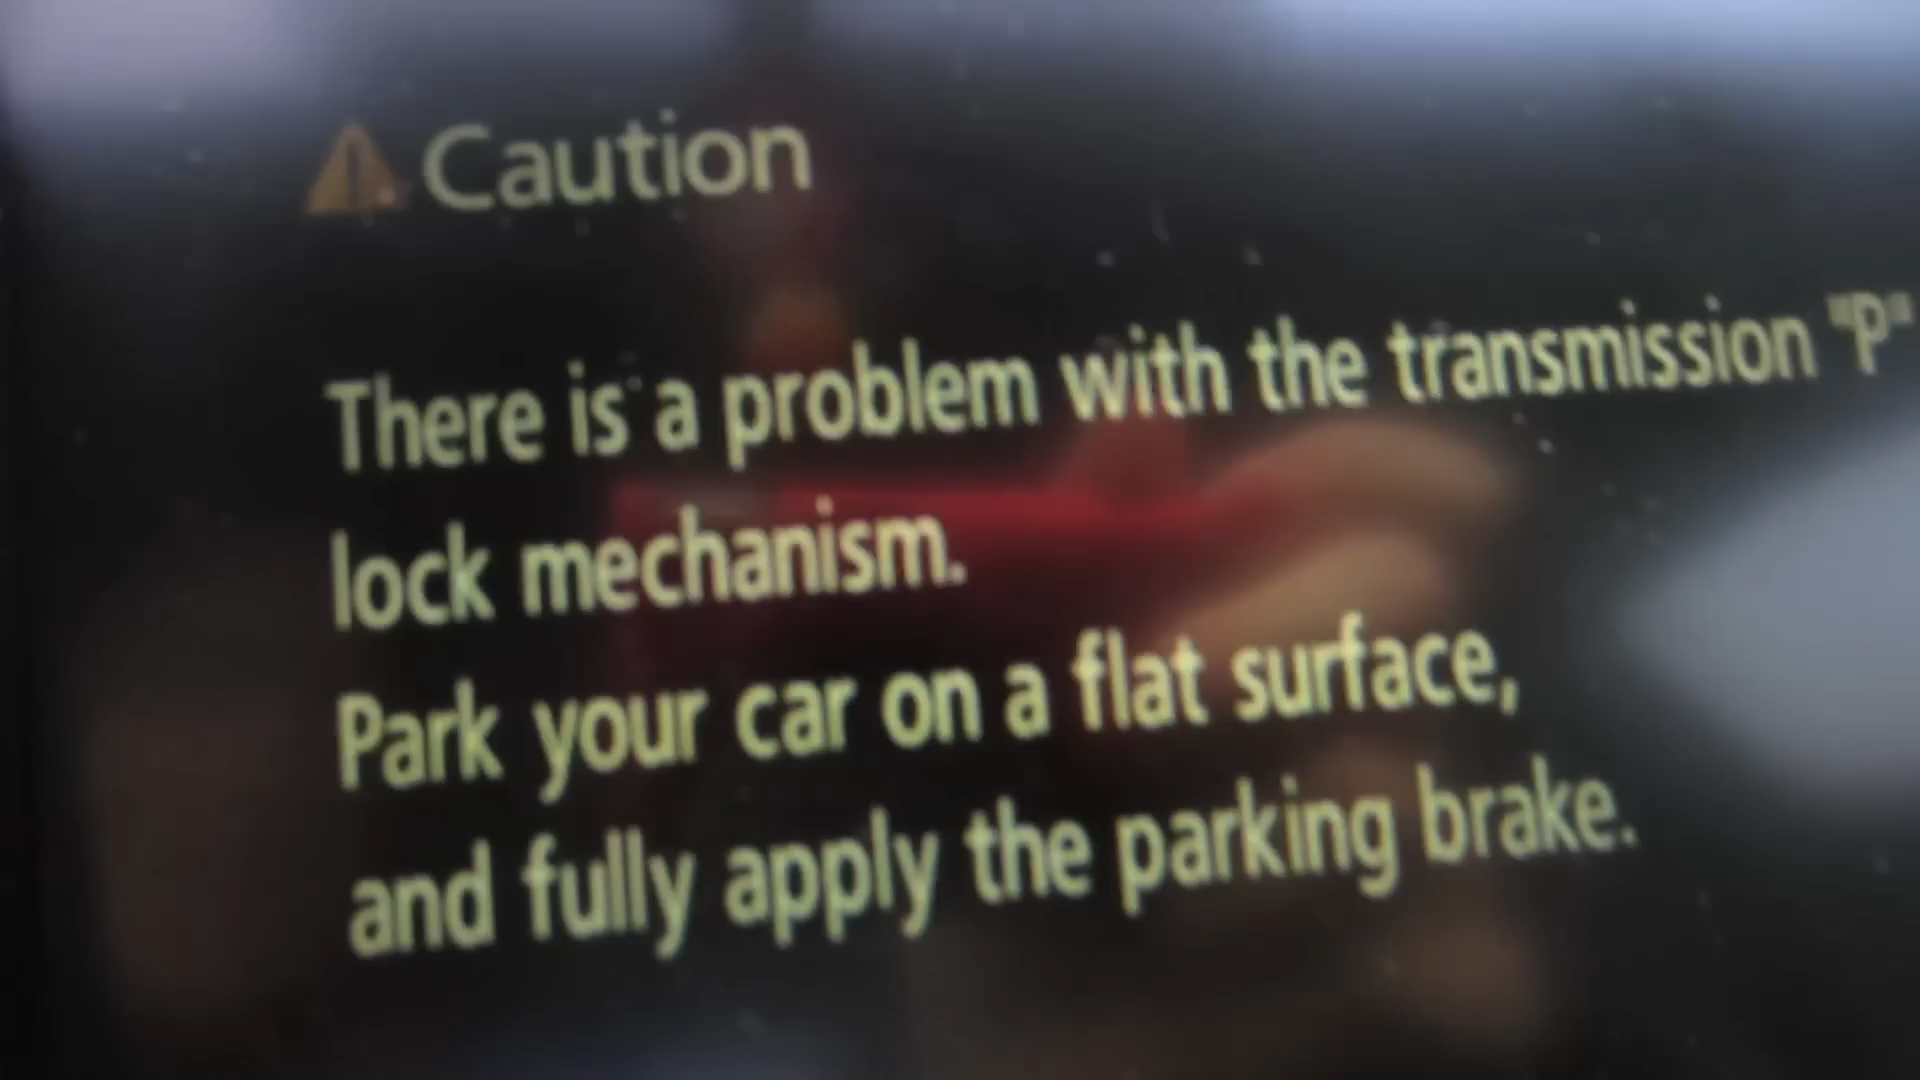 Caution
There is a problem with the transmission "P"
lock mechanism.
Park your car on a flat surface,
and fully apply the parking brake.